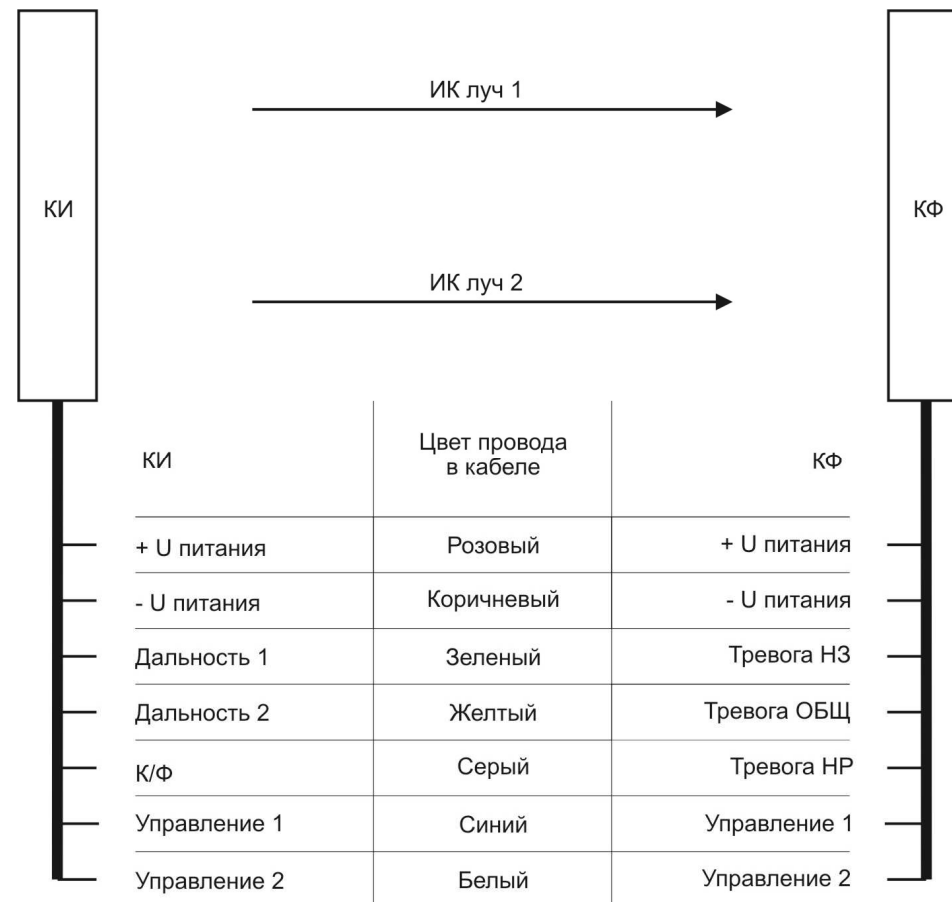 ИК луч 1
КИ
КФ
ИК луч 2
КИ
Цвет провода
в кабеле
КФ
+ U питания Розовый + U питания
- U питания Коричневый - U питания
Дальность 1 Зеленый Тревога НЗ
Дальность 2 Желтый Тревога ОБЩ
К/Ф Серый Тревога НР
Управление 1 Синий Управление 1
Управление 2 Белый Управление 2